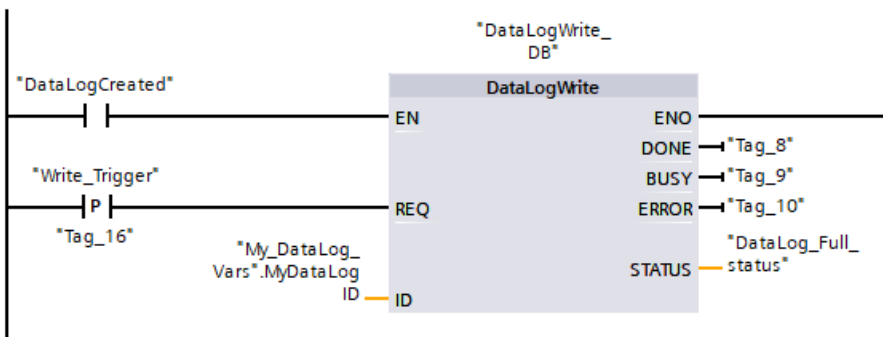 "DataLogWrite_
DB"
"DataLogCreated"
DataLogWrite
EN
ENO
DONE
"Tag_8"
"Write_Trigger"
BUSY
"Tag_9"
P
REQ
ERROR
"Tag_10"
"Tag_16"
"My_DataLog_
Vars".MyDataLog
ID
ID
STATUS
"DataLog_Full_
status"